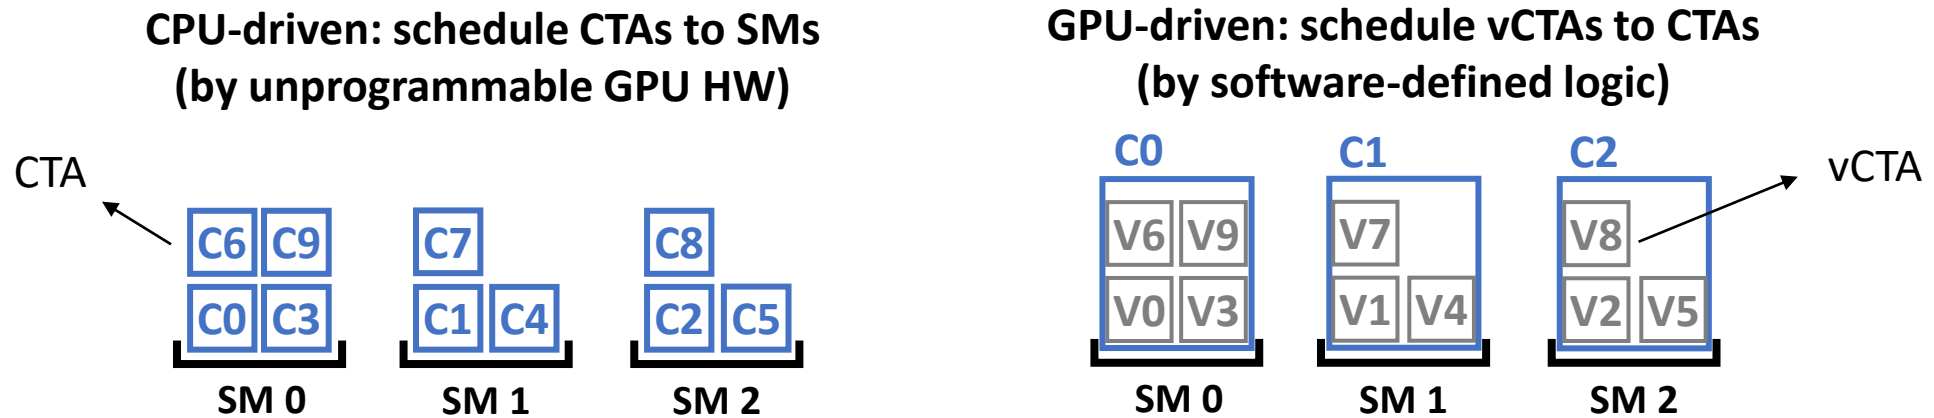 CPU-driven: schedule CTAs to SMs
(by unprogrammable GPU HW)
CTA
C6 C9
C0 C3
SM 0
C7
C1 C4
SM 1
C8
C2 C5
SM 2
GPU-driven: schedule vCTAs to CTAs
(by software-defined logic)
C0
V6 V9
V0 V3
SM 0
C1
V7
V1 V4
SM 1
C2
V8
V2 V5
SM 2
vCTA